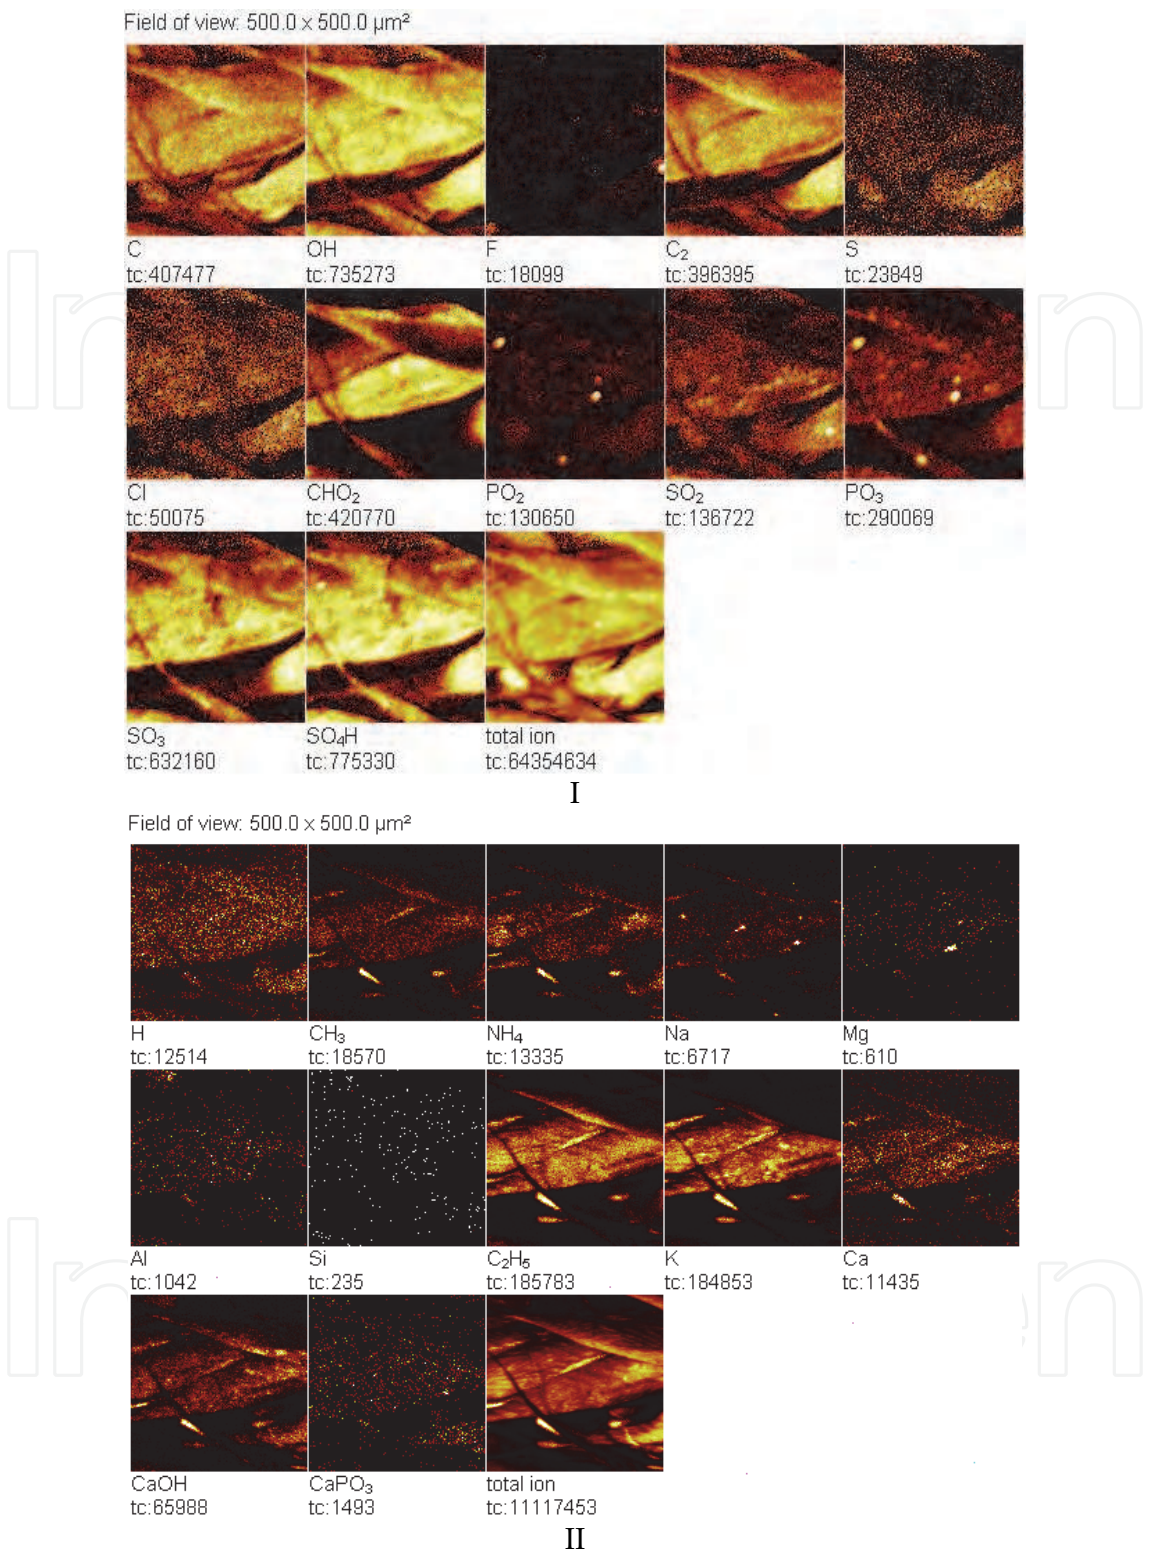 Field of view: 500.0 x 500.0 µm²
C OH F C₂ S
tc:407477 tc:735273 tc:18099 tc:396395 tc:23849
Cl CHO₂ PO₂ SO₂ PO₃
tc:50075 tc:420770 tc:130650 tc:136722 tc:290069
SO₃ SO₄H total ion
tc:632160 tc:775330 tc:64354634
I
Field of view: 500.0 x 500.0 µm²
H CH₃ NH₄ Na Mg
tc:12514 tc:18570 tc:13335 tc:6717 tc:610
Al Si C₂H₅ K Ca
tc:1042 tc:235 tc:185783 tc:184853 tc:11435
CaOH CaPO₃ total ion
tc:65988 tc:1493 tc:11117453
II